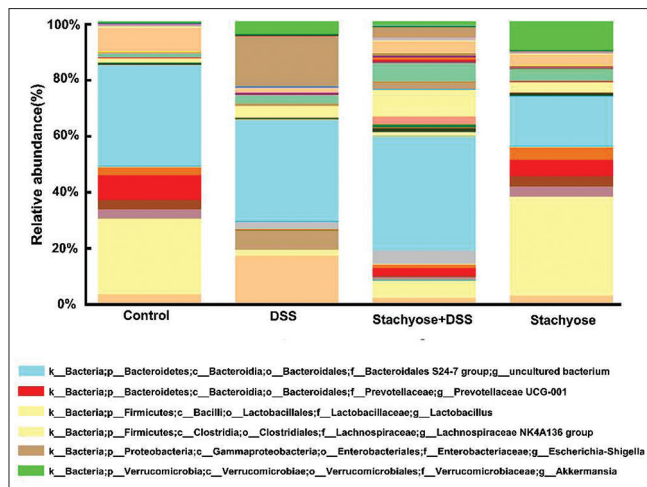 100%
80%
60%
40%
20%
0%
Relative abundance(%)
Control
DSS
Stachyose+DSS
Stachyose
k__Bacteria;p__Bacteroidetes;c__Bacteroidia;o__Bacteroidales;f__Bacteroidales S24-7 group;g__uncultured bacterium
k__Bacteria;p__Bacteroidetes;c__Bacteroidia;o__Bacteroidales;f__Prevotellaceae;g__Prevotellaceae UCG-001
k__Bacteria;p__Firmicutes;c__Bacilli;o__Lactobacillales;f__Lactobacillaceae;g__Lactobacillus
k__Bacteria;p__Firmicutes;c__Clostridia;o__Clostridiales;f__Lachnospiraceae;g__Lachnospiraceae NK4A136 group
k__Bacteria;p__Proteobacteria;c__Gammaproteobacteria;o__Enterobacteriales;f__Enterobacteriaceae;g__Escherichia-Shigella
k__Bacteria;p__Verrucomicrobia;c__Verrucomicrobiae;o__Verrucomicrobiales;f__Verrucomicrobiaceae;g__Akkermansia